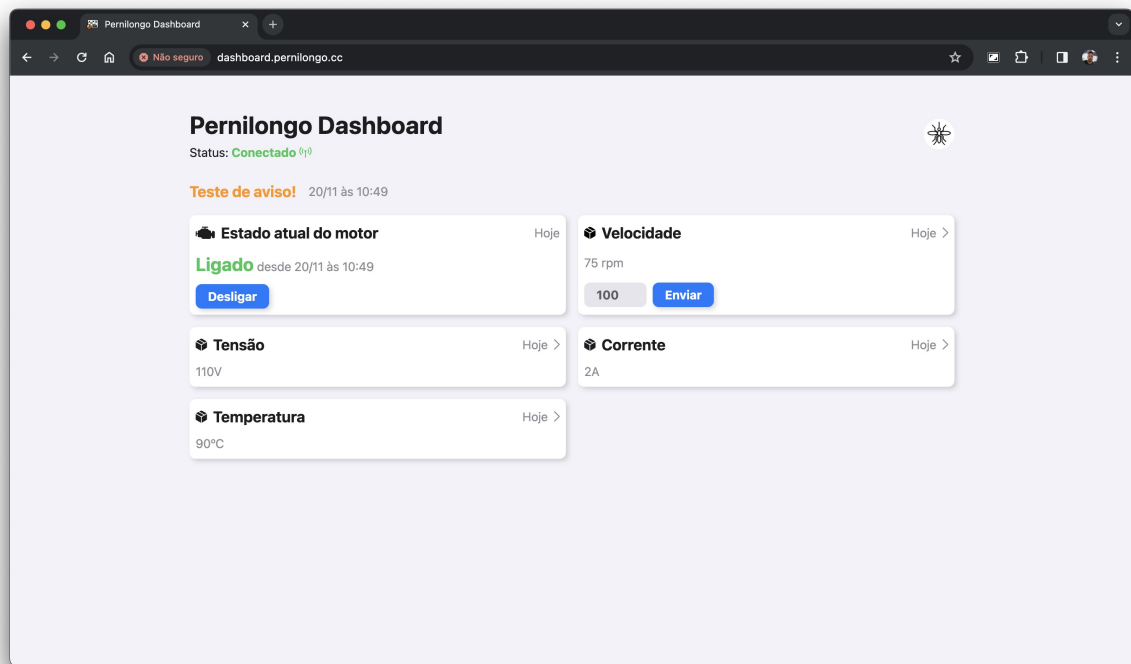 Pernilongo Dashboard
Não seguro dashboard.pernilongo.cc
Pernilongo Dashboard
Status: Conectado
Teste de aviso! 20/11 às 10:49
Estado atual do motor Hoje
Ligado desde 20/11 às 10:49
Desligar
Velocidade Hoje
75 rpm
100 Enviar
Tensão Hoje
110V
Corrente Hoje
2A
Temperatura Hoje
90°C